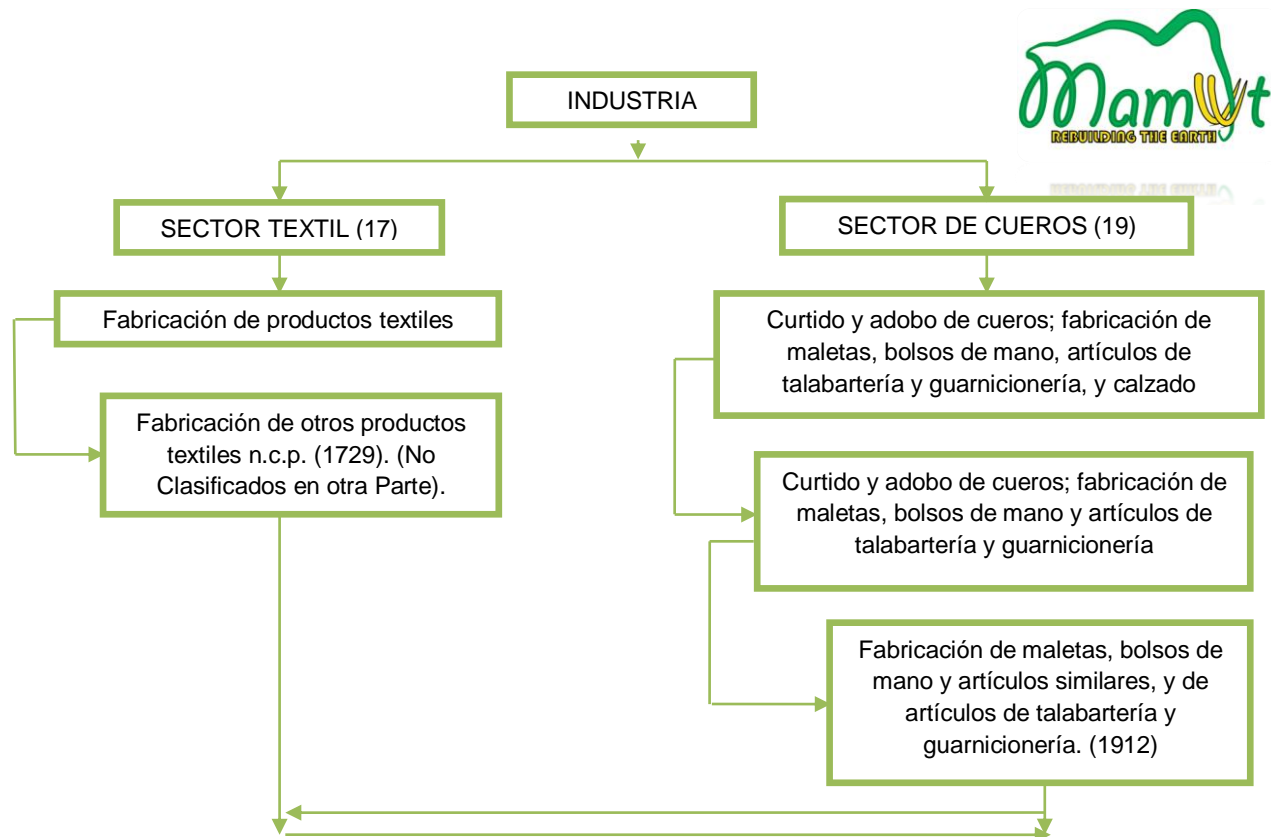 Mamut
REBUILDING THE EARTH
INDUSTRIA
SECTOR TEXTIL (17)
Fabricación de productos textiles
Fabricación de otros productos
textiles n.c.p. (1729). (No
Clasificados en otra Parte).
SECTOR DE CUEROS (19)
Curtido y adobo de cueros; fabricación de
maletas, bolsos de mano, artículos de
talabartería y guarnicionería, y calzado
Curtido y adobo de cueros; fabricación de
maletas, bolsos de mano y artículos de
talabartería y guarnicionería
Fabricación de maletas, bolsos de
mano y artículos similares, y de
artículos de talabartería y
guarnicionería. (1912)